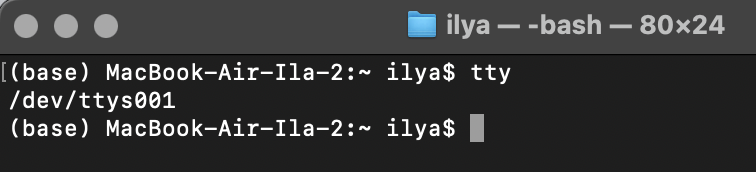 ilya — -bash — 80×24
[(base) MacBook-Air-Ila-2:~ ilya$ tty
/dev/ttys001
(base) MacBook-Air-Ila-2:~ ilya$